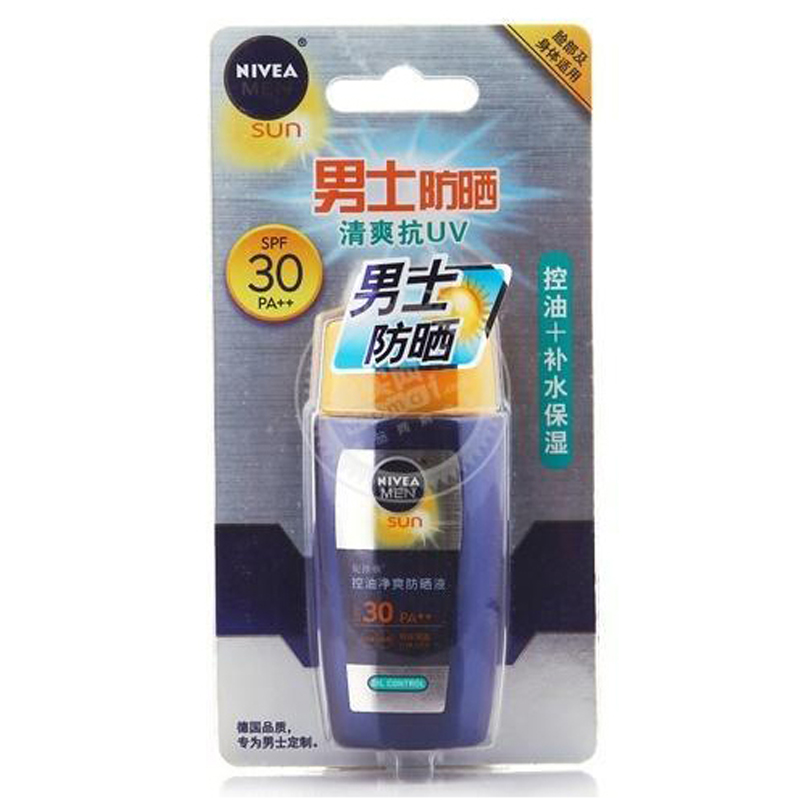 NIVEA
MEN
sun
脸部及
身体适用
男士防晒
清爽抗UV
SPF
30
PA++
男士
防晒
控油+补水保湿
NIVEA
MEN
sun
控油净爽防晒液
30 PA++
OIL CONTROL
德国品质，
专为男士定制。